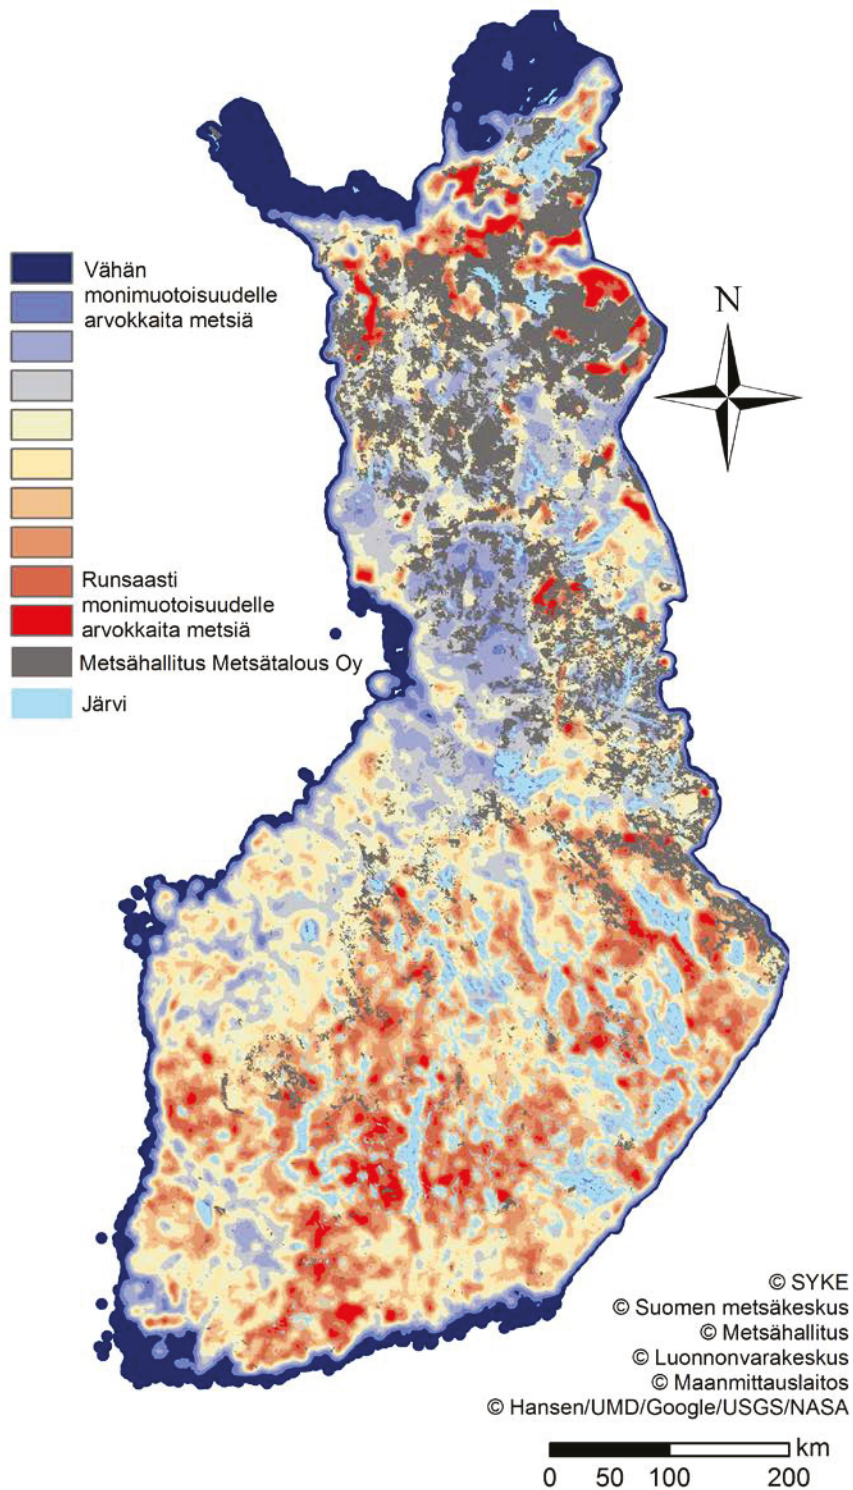 Vähän
monimuotoisuudelle
arvokkaita metsiä
N
Runsaasti
monimuotoisuudelle
arvokkaita metsiä
Metsähallitus Metsätalous Oy
Järvi
© SYKE
© Suomen metsäkeskus
© Metsähallitus
© Luonnonvarakeskus
© Maanmittauslaitos
© Hansen/UMD/Google/USGS/NASA
km
0 50 100 200